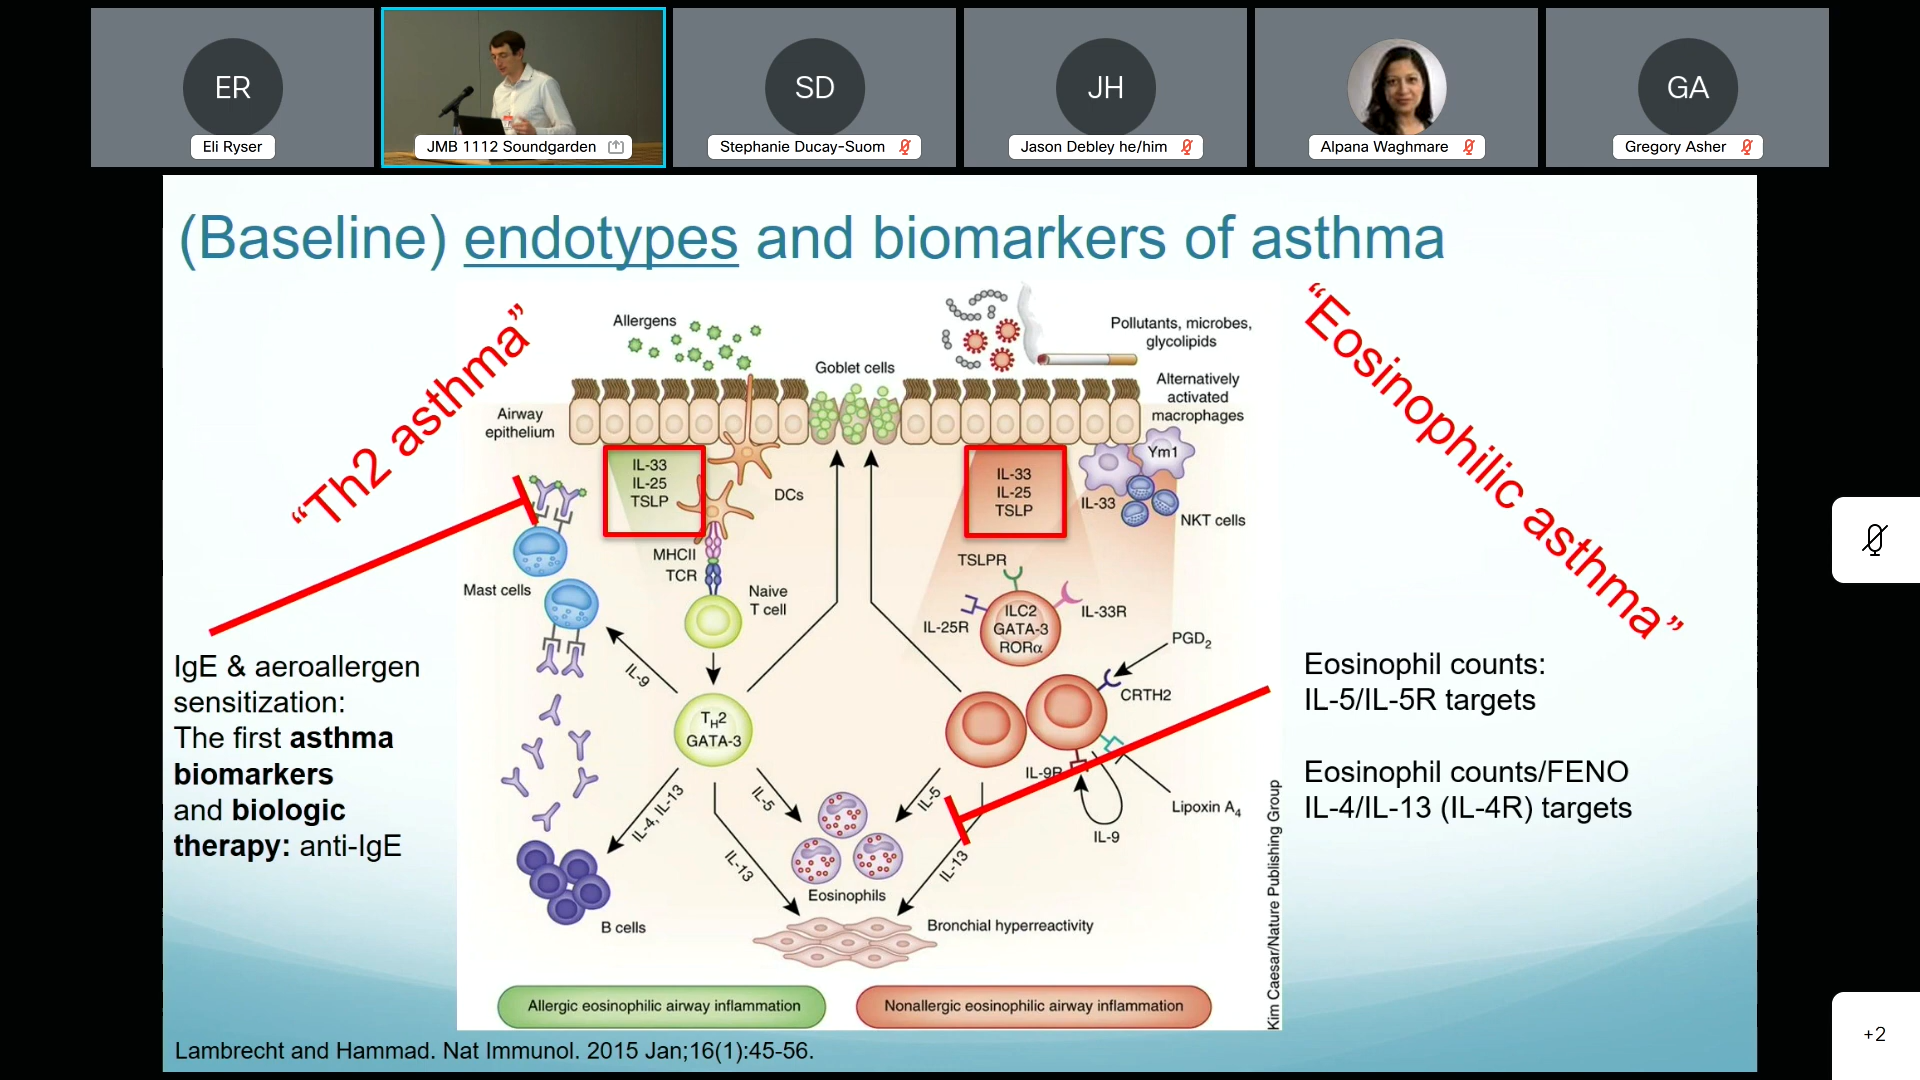 ER
SD
JH
GA
Eli Ryser
JMB 1112 Soundgarden
Stephanie Ducay-Suom
Jason Debley he/him
Alpana Waghmare
Gregory Asher
(Baseline) endotypes and biomarkers of asthma
“Th2 asthma”
“Eosinophilic asthma”
Allergens
Pollutants, microbes,
glycolipids
Goblet cells
Alternatively
activated
macrophages
Airway
epithelium
IL-33
IL-25
TSLP
DCs
IL-33
IL-25
TSLP
Ym1
IL-33
NKT cells
MHCII
TCR
TSLPR
Mast cells
Naive
T cell
ILC2
GATA-3
RORα
IL-25R
IL-33R
PGD2
CRTH2
IL-9
TH2
GATA-3
IL-9R
IL-4, IL-13
IL-5
IL-5
Lipoxin A4
IL-9
IL-13
IL-13
Eosinophils
B cells
Bronchial hyperreactivity
Allergic eosinophilic airway inflammation
Nonallergic eosinophilic airway inflammation
Kim Caesar/Nature Publishing Group
IgE & aeroallergen
sensitization:
The first asthma
biomarkers
and biologic
therapy: anti-IgE
Eosinophil counts:
IL-5/IL-5R targets
Eosinophil counts/FENO
IL-4/IL-13 (IL-4R) targets
Lambrecht and Hammad. Nat Immunol. 2015 Jan;16(1):45-56.
+2